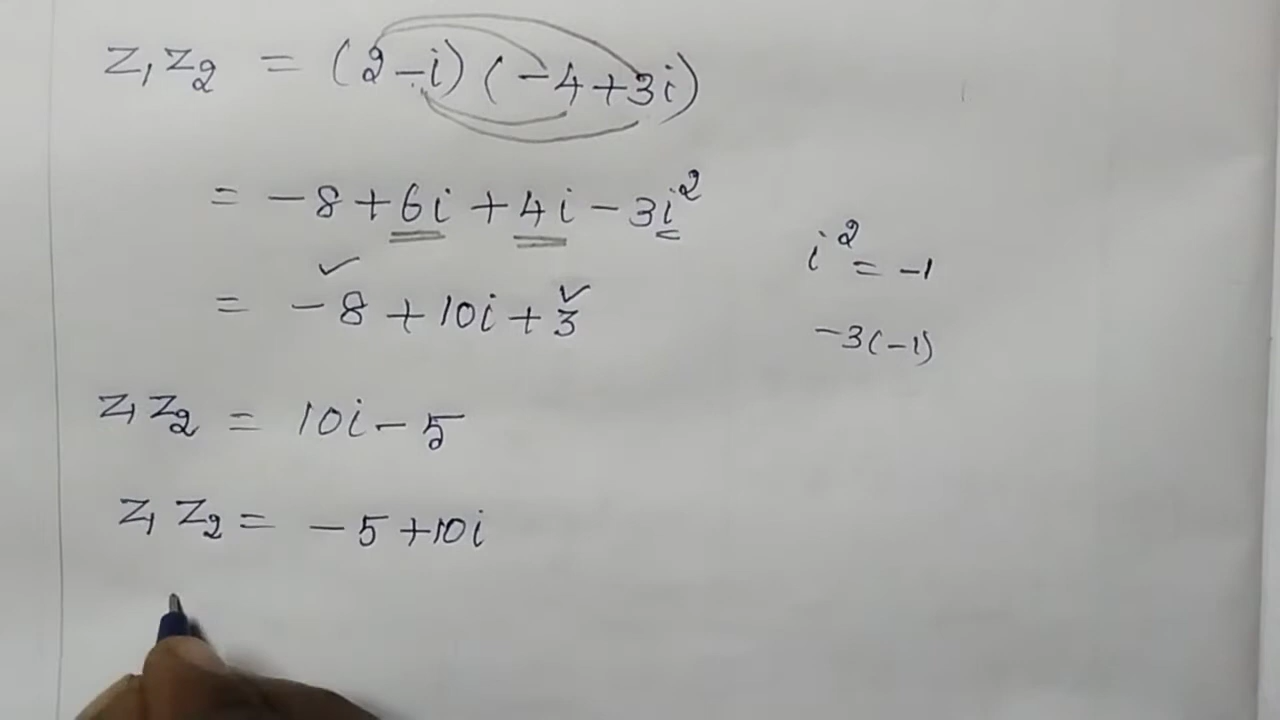 z₁z₂ = (2-i)(-4+3i)
= -8+6i+4i-3i²
i² = -1
= -8+10i+3
-3(-1)
z₁z₂ = 10i-5
z₁z₂ = -5+10i